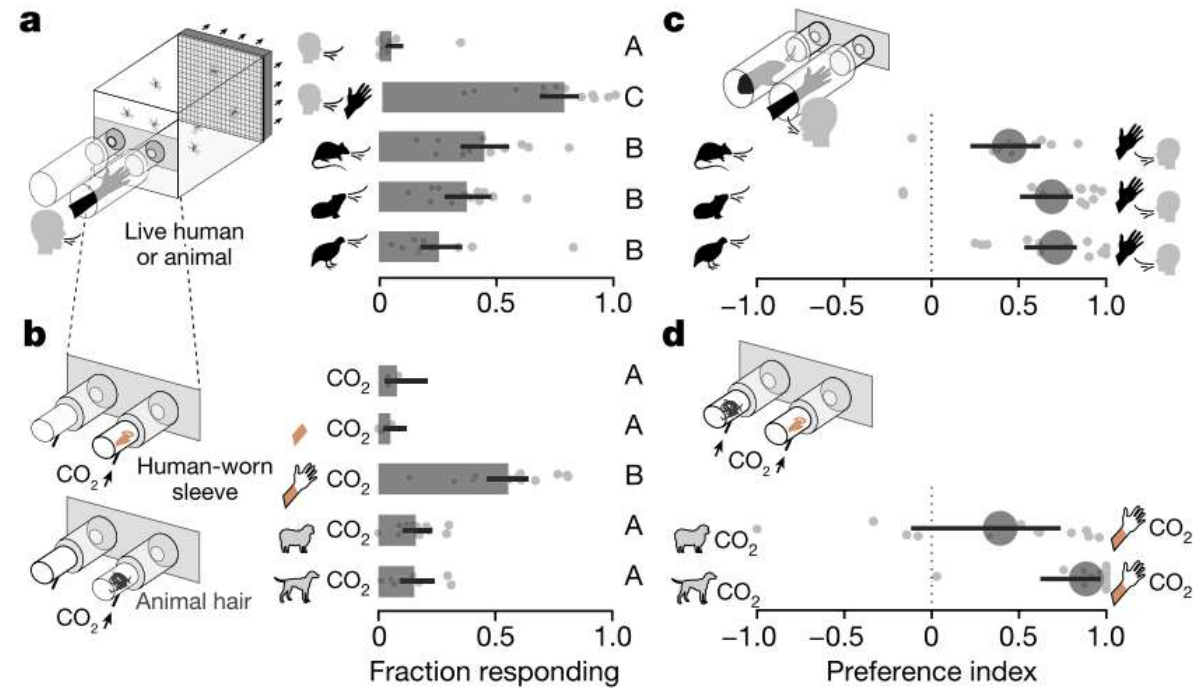 a
A
C
B
B
B
Live human
or animal
0 0.5 1.0
c
−1.0 −0.5 0 0.5 1.0
b
CO2
Human-worn
sleeve
CO2
Animal hair
CO2 A
CO2 A
CO2 B
CO2 A
CO2 A
0 0.5 1.0
Fraction responding
d
CO2
CO2 CO2
CO2 CO2
−1.0 −0.5 0 0.5 1.0
Preference index